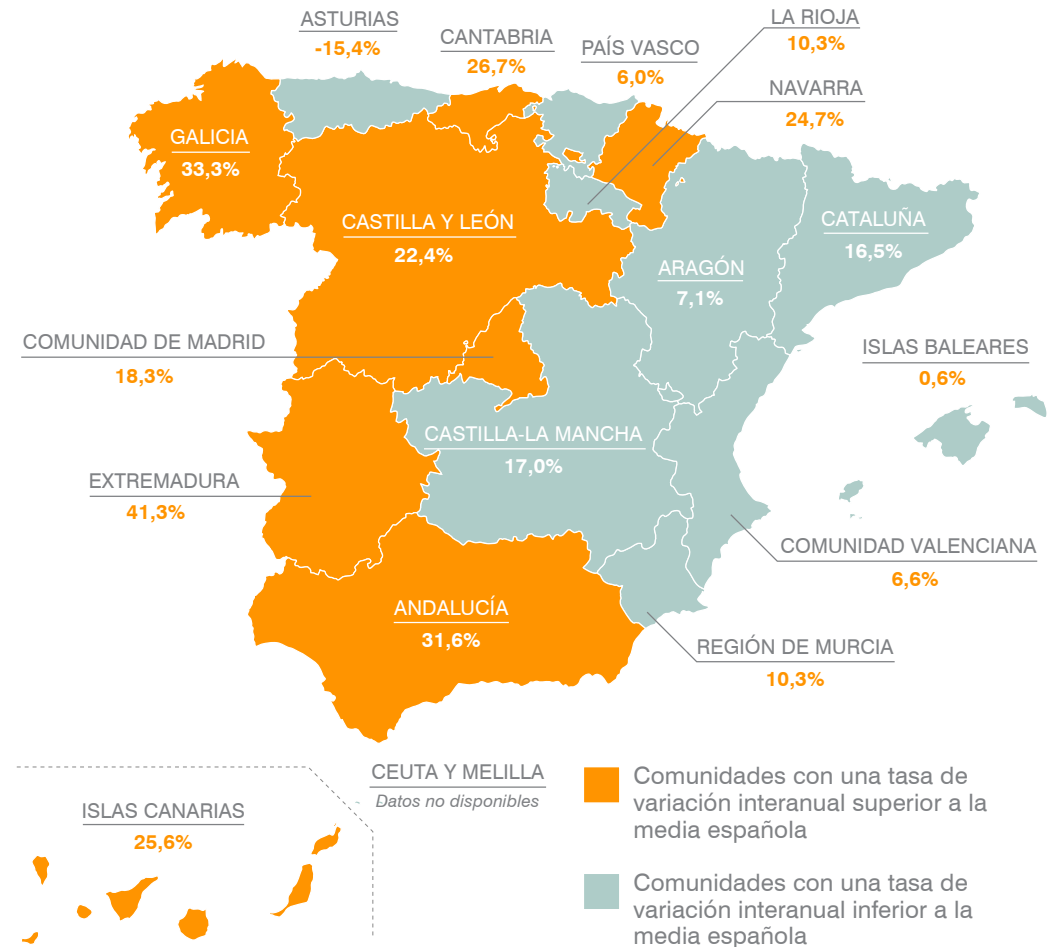 ASTURIAS
-15,4%
CANTABRIA
26,7%
PAÍS VASCO
6,0%
LA RIOJA
10,3%
NAVARRA
24,7%
GALICIA
33,3%
CASTILLA Y LEÓN
22,4%
CATALUÑA
16,5%
ARAGÓN
7,1%
COMUNIDAD DE MADRID
18,3%
ISLAS BALEARES
0,6%
CASTILLA-LA MANCHA
17,0%
EXTREMADURA
41,3%
COMUNIDAD VALENCIANA
6,6%
ANDALUCÍA
31,6%
REGIÓN DE MURCIA
10,3%
CEUTA Y MELILLA
Datos no disponibles
ISLAS CANARIAS
25,6%
Comunidades con una tasa de
variación interanual superior a la
media española
Comunidades con una tasa de
variación interanual inferior a la
media española